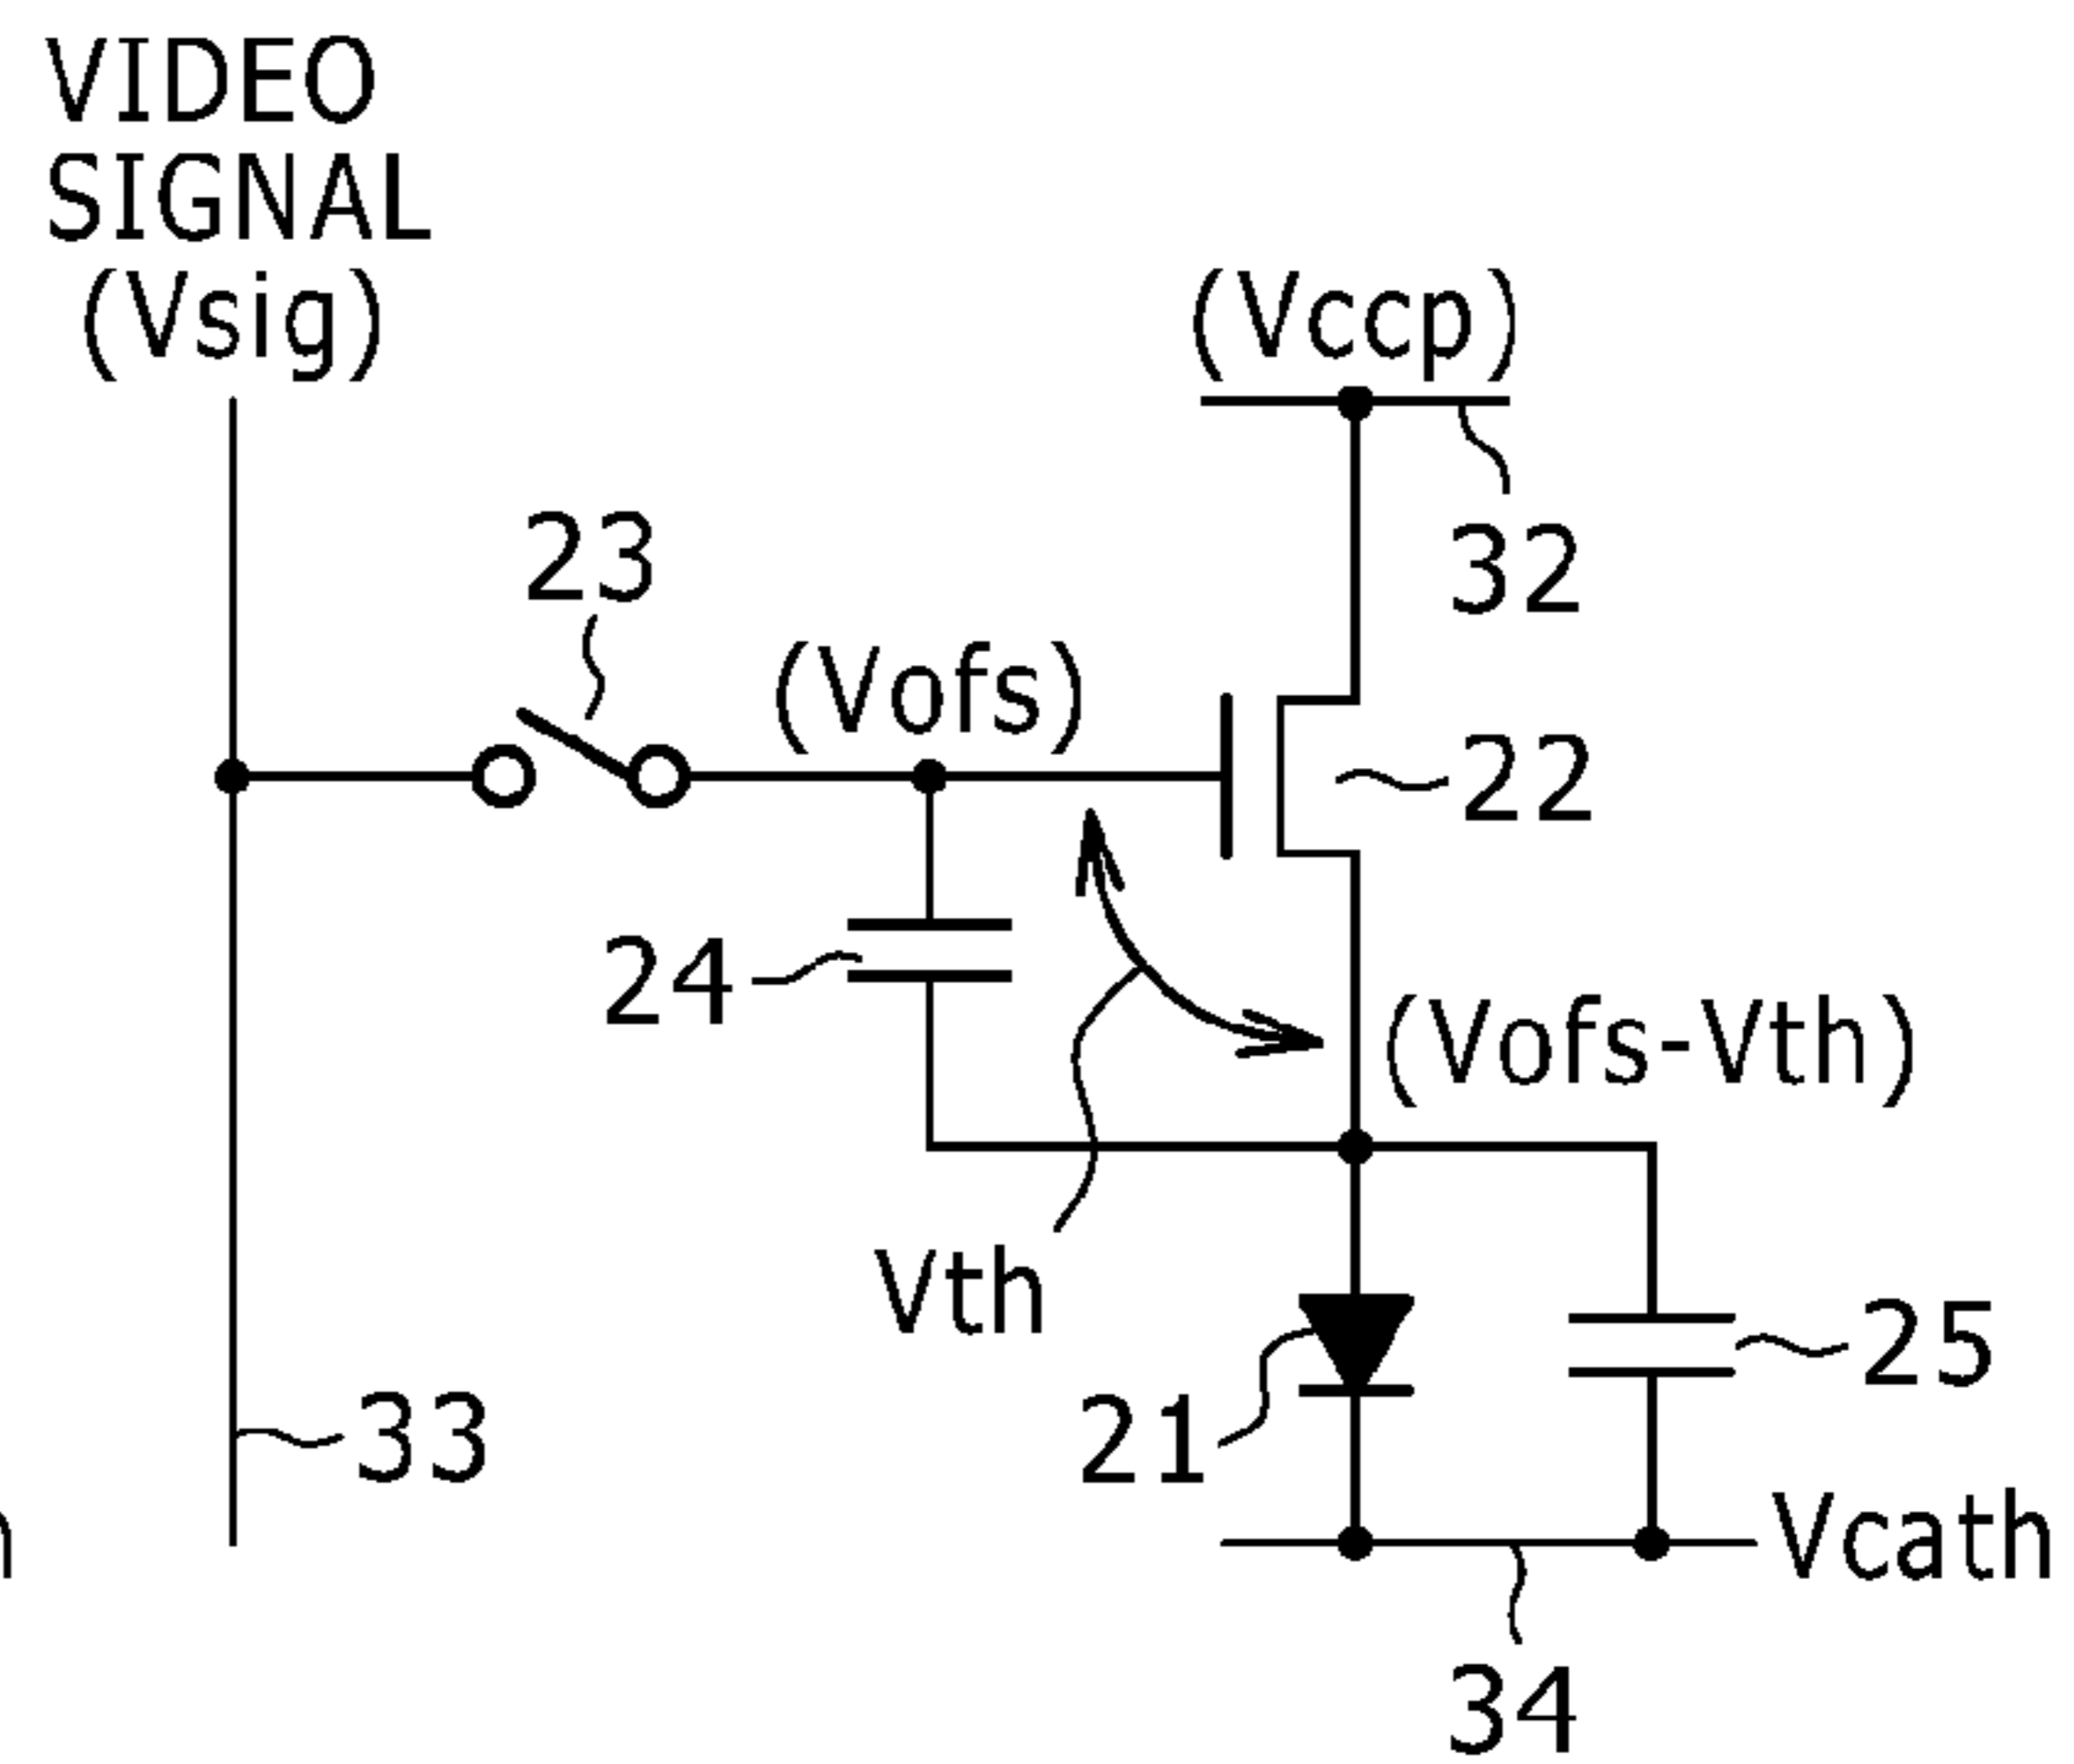 VIDEO
SIGNAL
(Vsig)
(Vccp)
32
23
(Vofs)
22
24
(Vofs-Vth)
Vth
25
21
33
Vcath
34